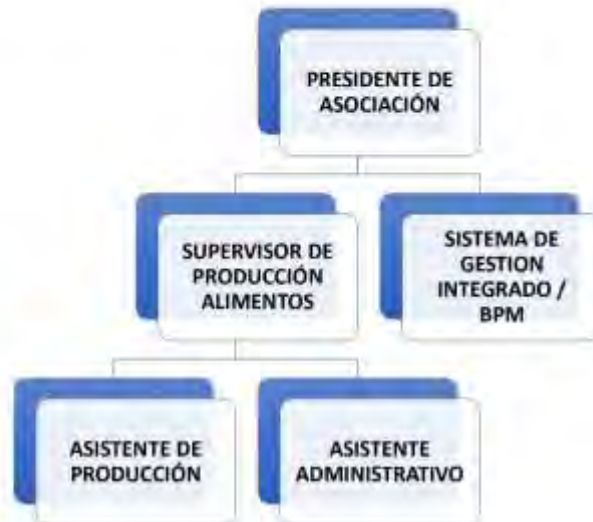 PRESIDENTE DE
ASOCIACIÓN
SUPERVISOR DE
PRODUCCIÓN
ALIMENTOS
SISTEMA DE
GESTION
INTEGRADO /
BPM
ASISTENTE DE
PRODUCCIÓN
ASISTENTE
ADMINISTRATIVO